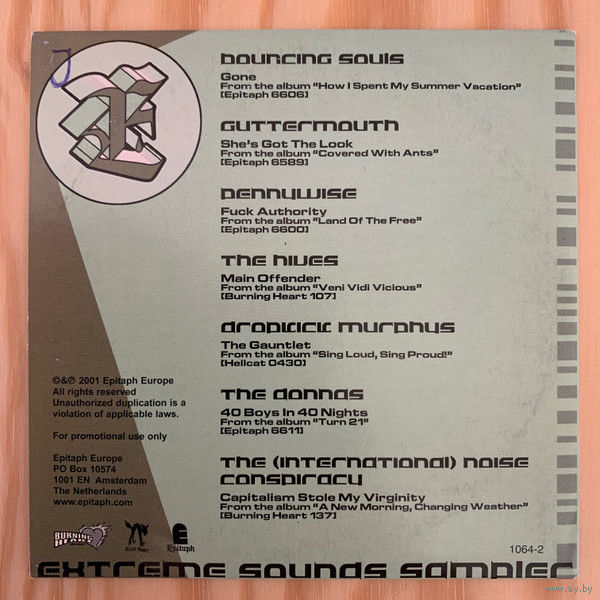 J
E
BOUNCING SOULS
Gone
From the album "How I Spent My Summer Vacation"
[Epitaph 6606]
GUTTERMOUTH
She's Got The Look
From the album "Covered With Ants"
[Epitaph 6589]
PENNYWISE
Fuck Authority
From the album "Land Of The Free"
[Epitaph 6600]
THE HIVES
Main Offender
From the album "Veni Vidi Vicious"
[Burning Heart 107]
DROPKICK MURPHYS
The Gauntlet
From the album "Sing Loud, Sing Proud!"
[Hellcat 0430]
THE DONNAS
40 Boys In 40 Nights
From the album "Turn 21"
[Epitaph 6611]
THE (INTERNATIONAL) NOISE
CONSPIRACY
Capitalism Stole My Virginity
From the album "A New Morning, Changing Weather"
[Burning Heart 137]
©&℗ 2001 Epitaph Europe
All rights reserved
Unauthorized duplication is a
violation of applicable laws.
For promotional use only
Epitaph Europe
PO Box 10574
1001 EN Amsterdam
The Netherlands
www.epitaph.com
BURNING
HEART
E
Epitaph
1064-2
EXTREME SOUNDS SAMPLER
www.ay.by